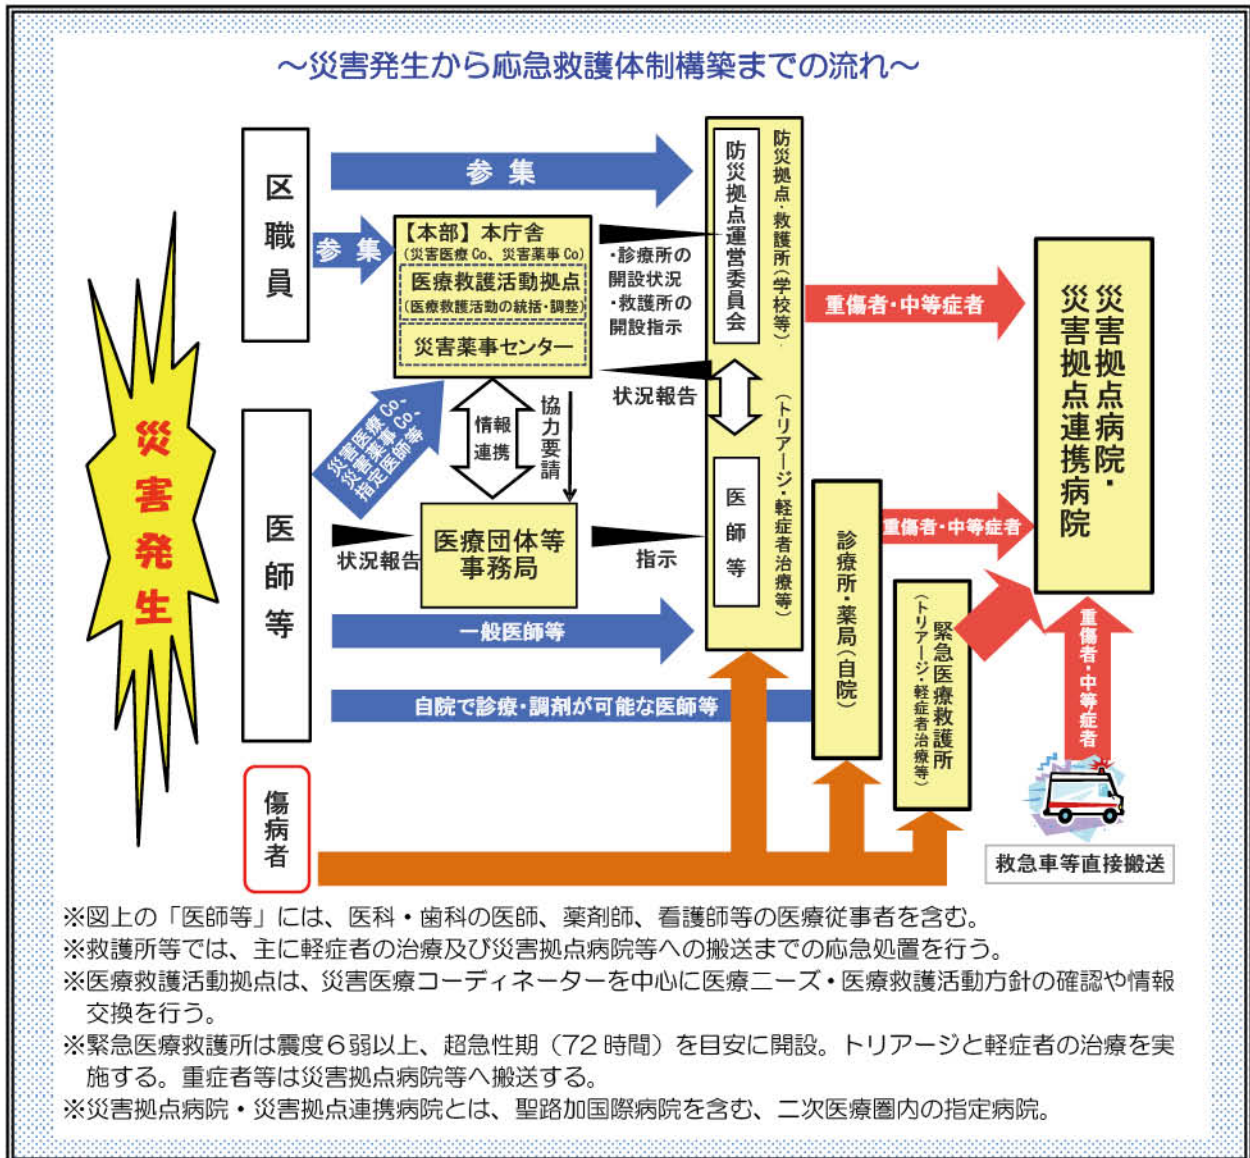 ～災害発生から応急救護体制構築までの流れ～
災害発生
区職員
参集
参集
【本部】本庁舎
(災害医療Co、災害薬事Co)
医療救護活動拠点
(医療救護活動の統括・調整)
災害薬事センター
・診療所の
開設状況
・救護所の
開設指示
状況報告
防災拠点運営委員会
防災拠点・救護所(学校等)
(トリアージ・軽症者治療等)
医師等
重傷者・中等症者
災害拠点病院・
災害拠点連携病院
医師等
災害医療Co、
災害薬事Co、
指定医師等
情報
連携
協力要請
状況報告
医療団体等
事務局
指示
一般医師等
自院で診療・調剤が可能な医師等
診療所・薬局(自院)
重傷者・中等症者
緊急医療救護所
(トリアージ・軽症者治療等)
重傷者・中等症者
救急車等直接搬送
傷病者
※図上の「医師等」には、医科・歯科の医師、薬剤師、看護師等の医療従事者を含む。
※救護所等では、主に軽症者の治療及び災害拠点病院等への搬送までの応急処置を行う。
※医療救護活動拠点は、災害医療コーディネーターを中心に医療ニーズ・医療救護活動方針の確認や情報
交換を行う。
※緊急医療救護所は震度６弱以上、超急性期（72時間）を目安に開設。トリアージと軽症者の治療を実
施する。重症者等は災害拠点病院等へ搬送する。
※災害拠点病院・災害拠点連携病院とは、聖路加国際病院を含む、二次医療圏内の指定病院。